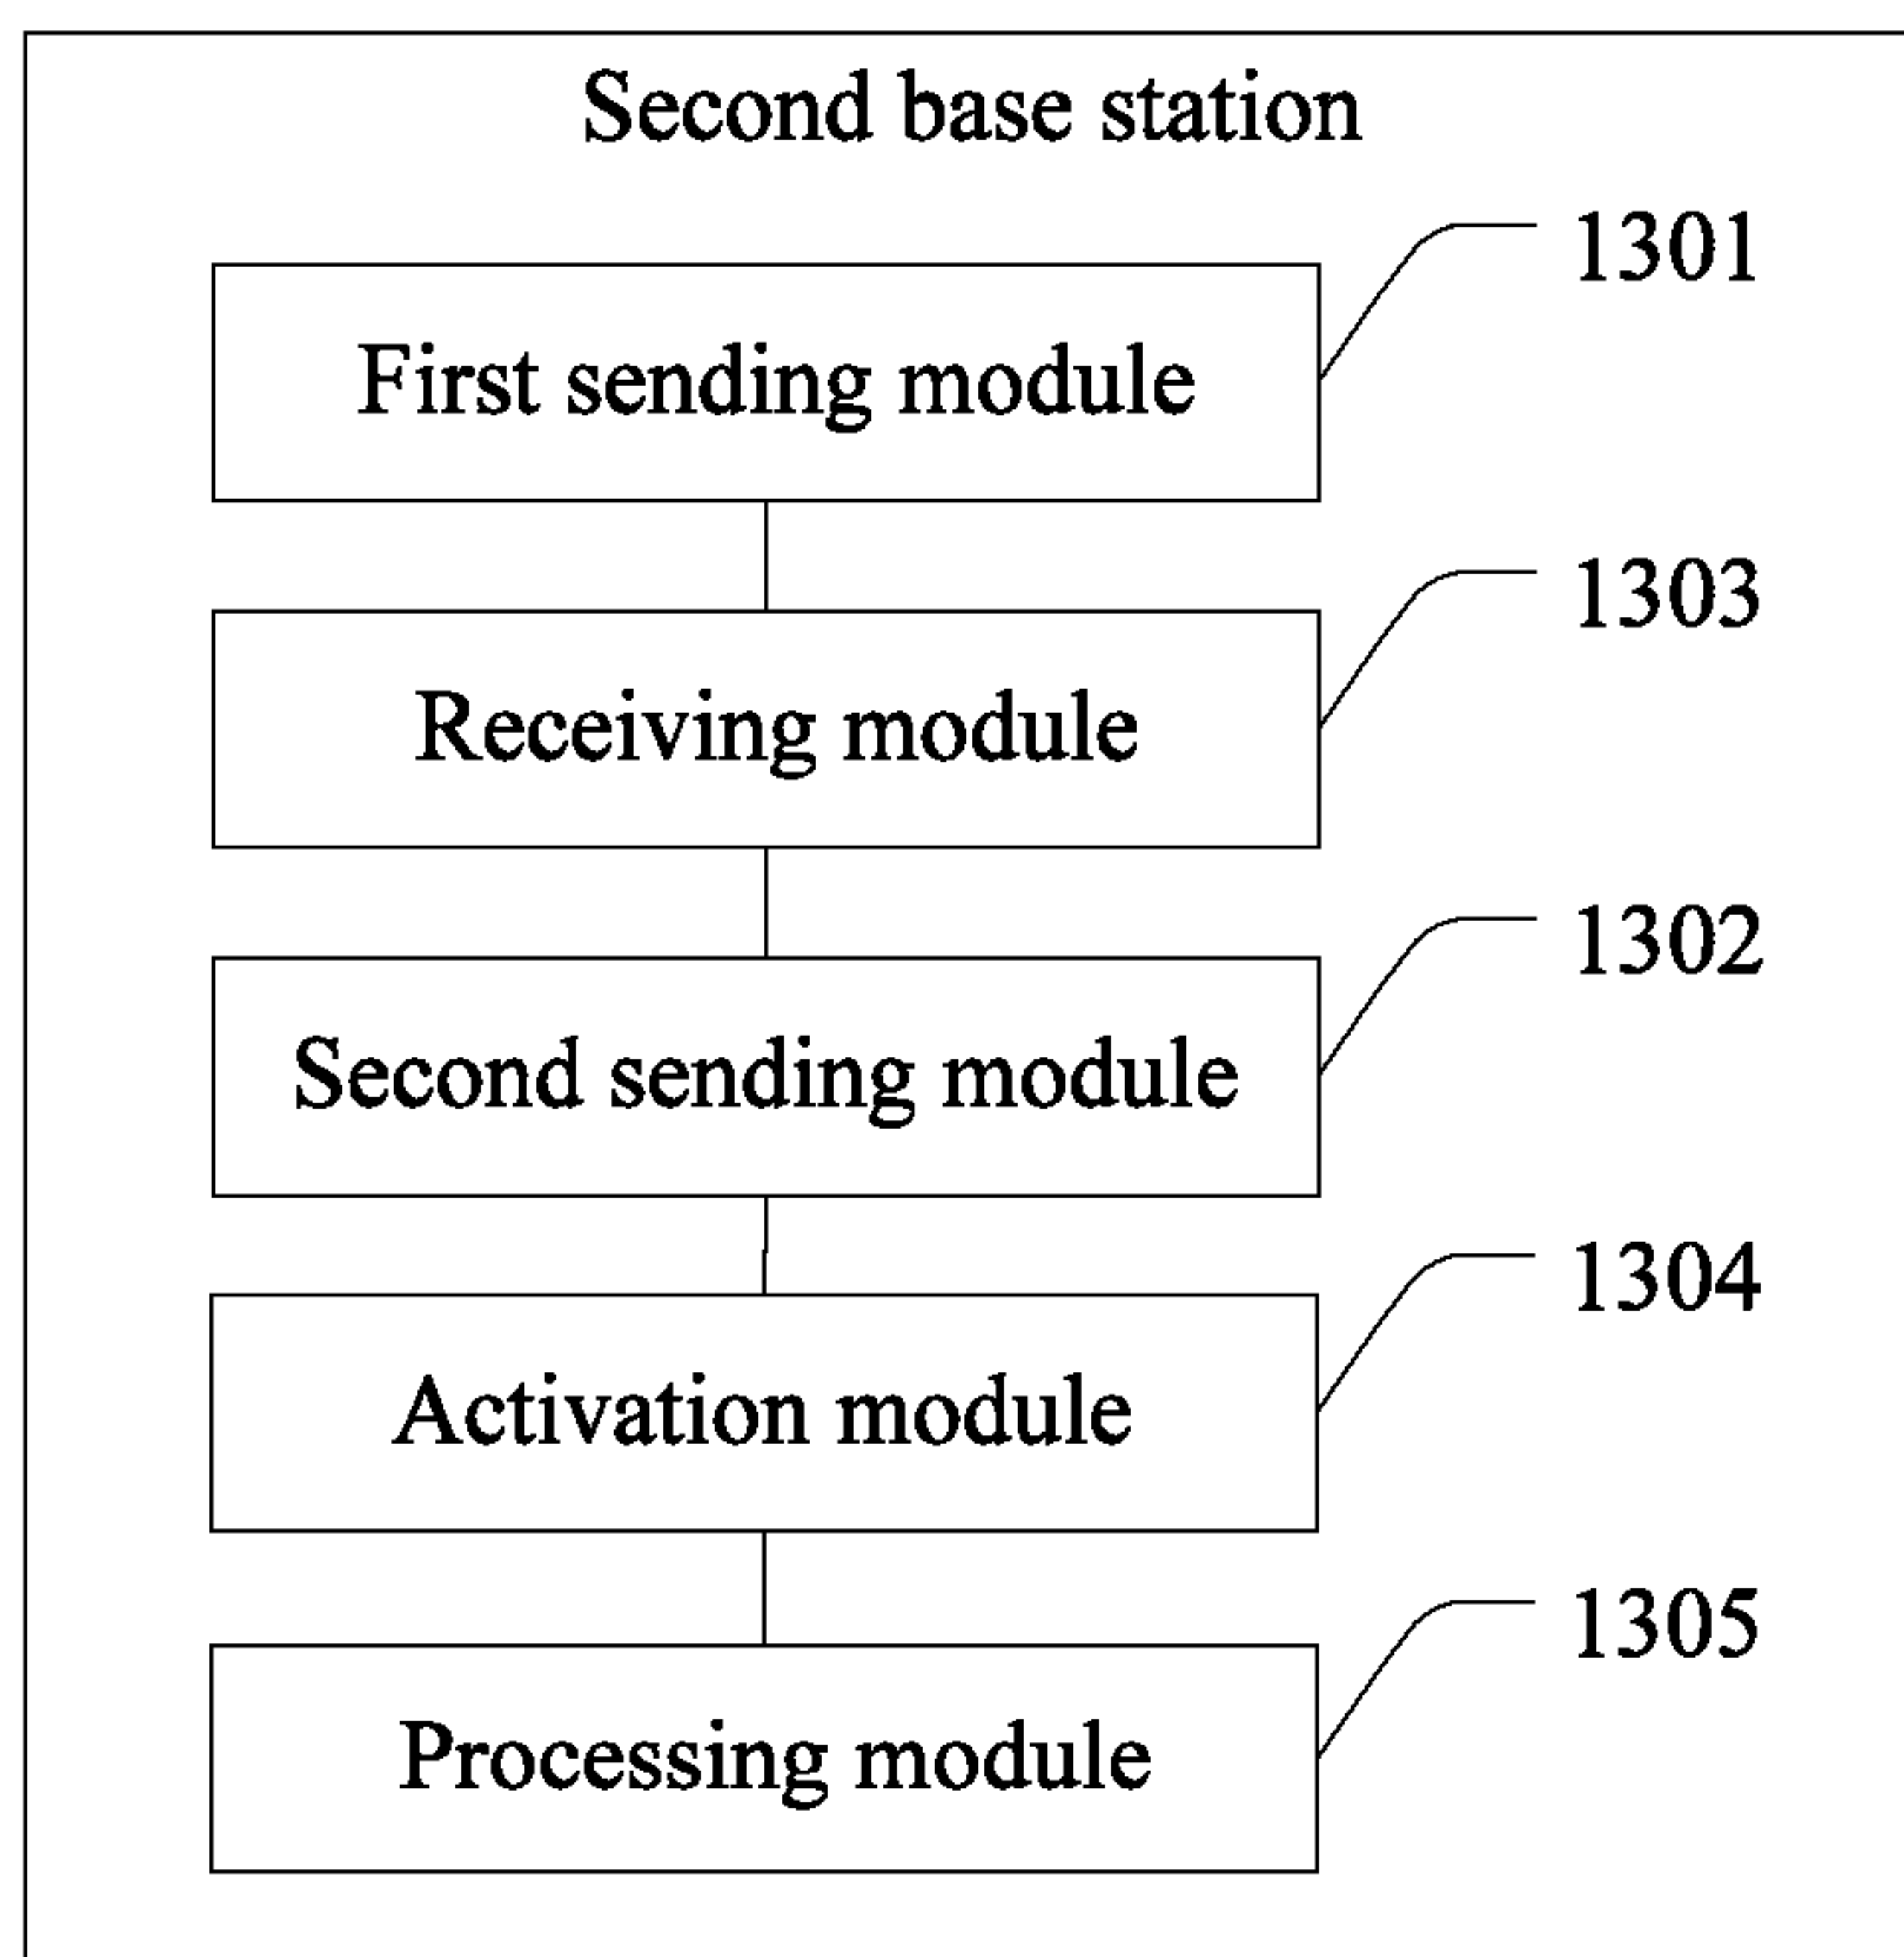 Second base station
1301
First sending module
1303
Receiving module
1302
Second sending module
1304
Activation module
1305
Processing module